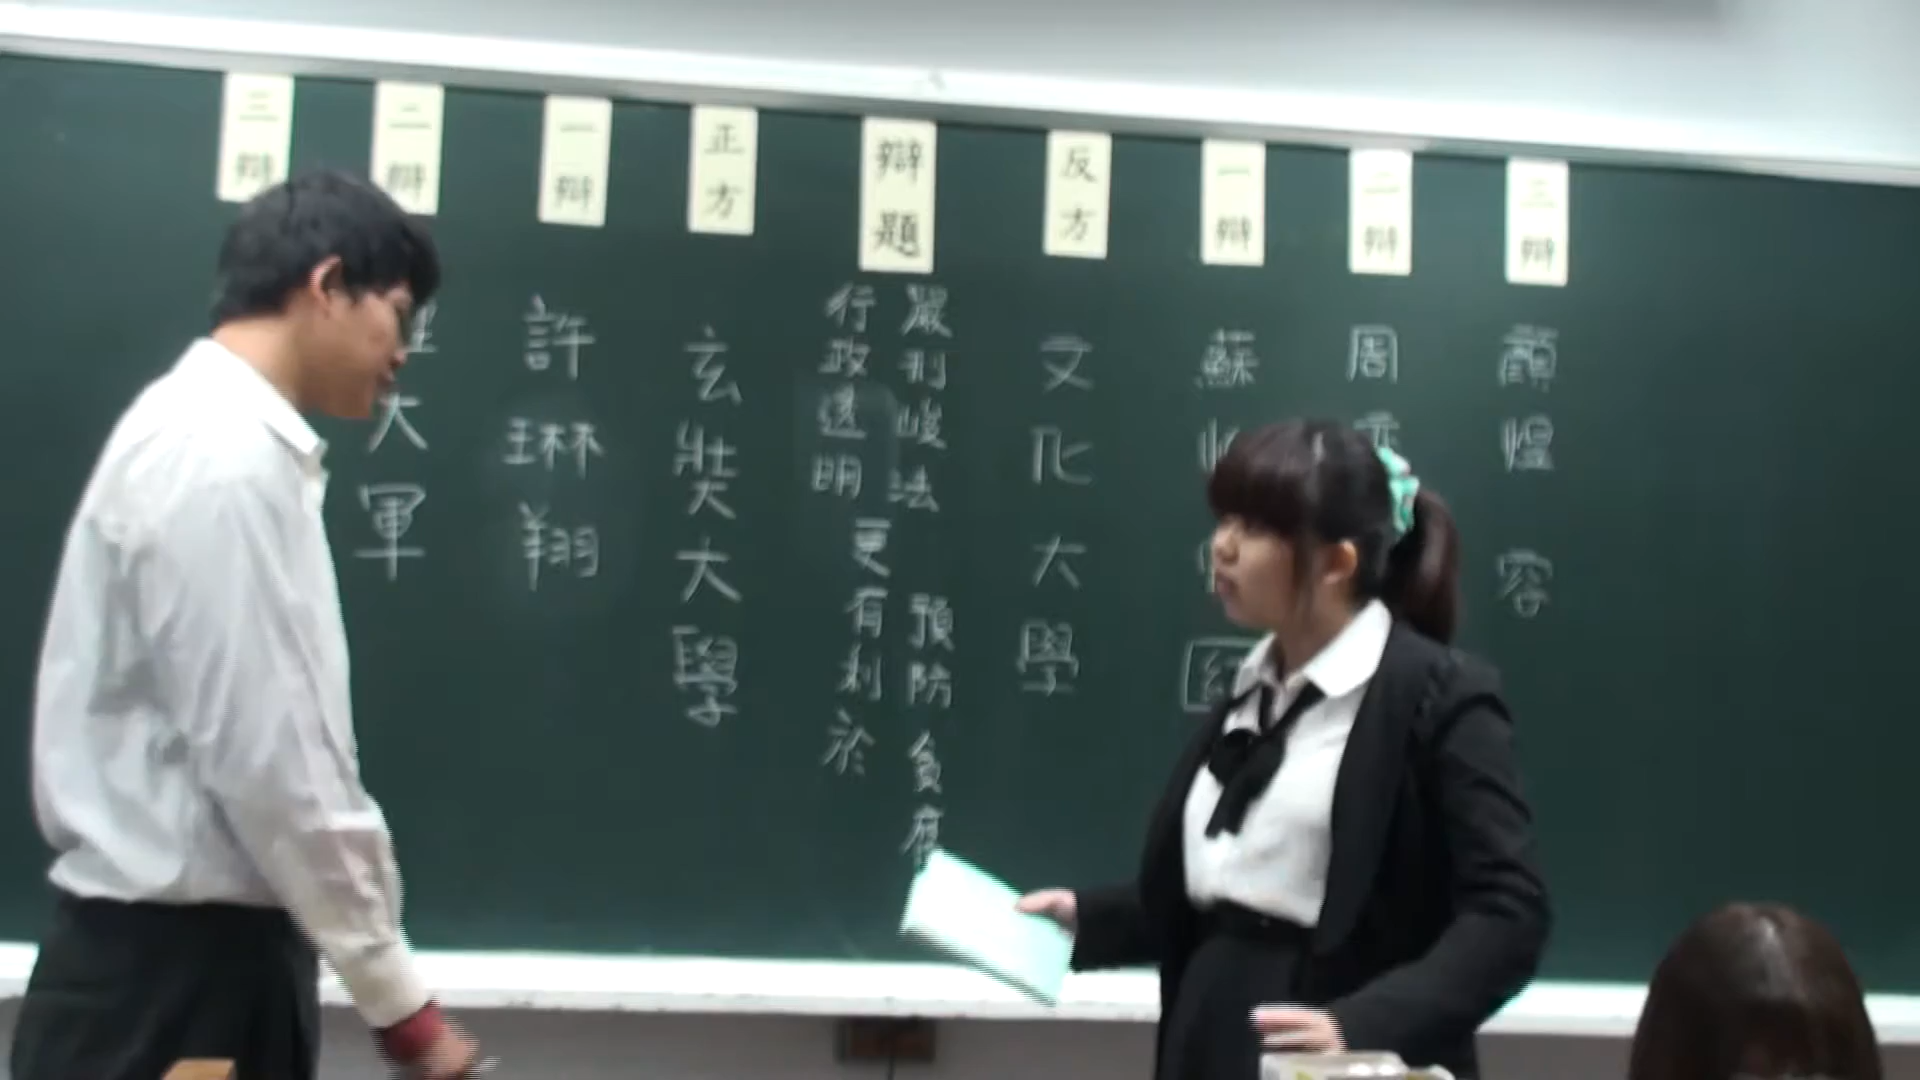 三辯
二辯
一辯
正方
辯題
反方
一辯
二辯
三辯
大軍
許琳翔
玄奘大學
行政透明更有利於
嚴刑峻法 預防貪腐
文化大學
蘇
周
顏煌容